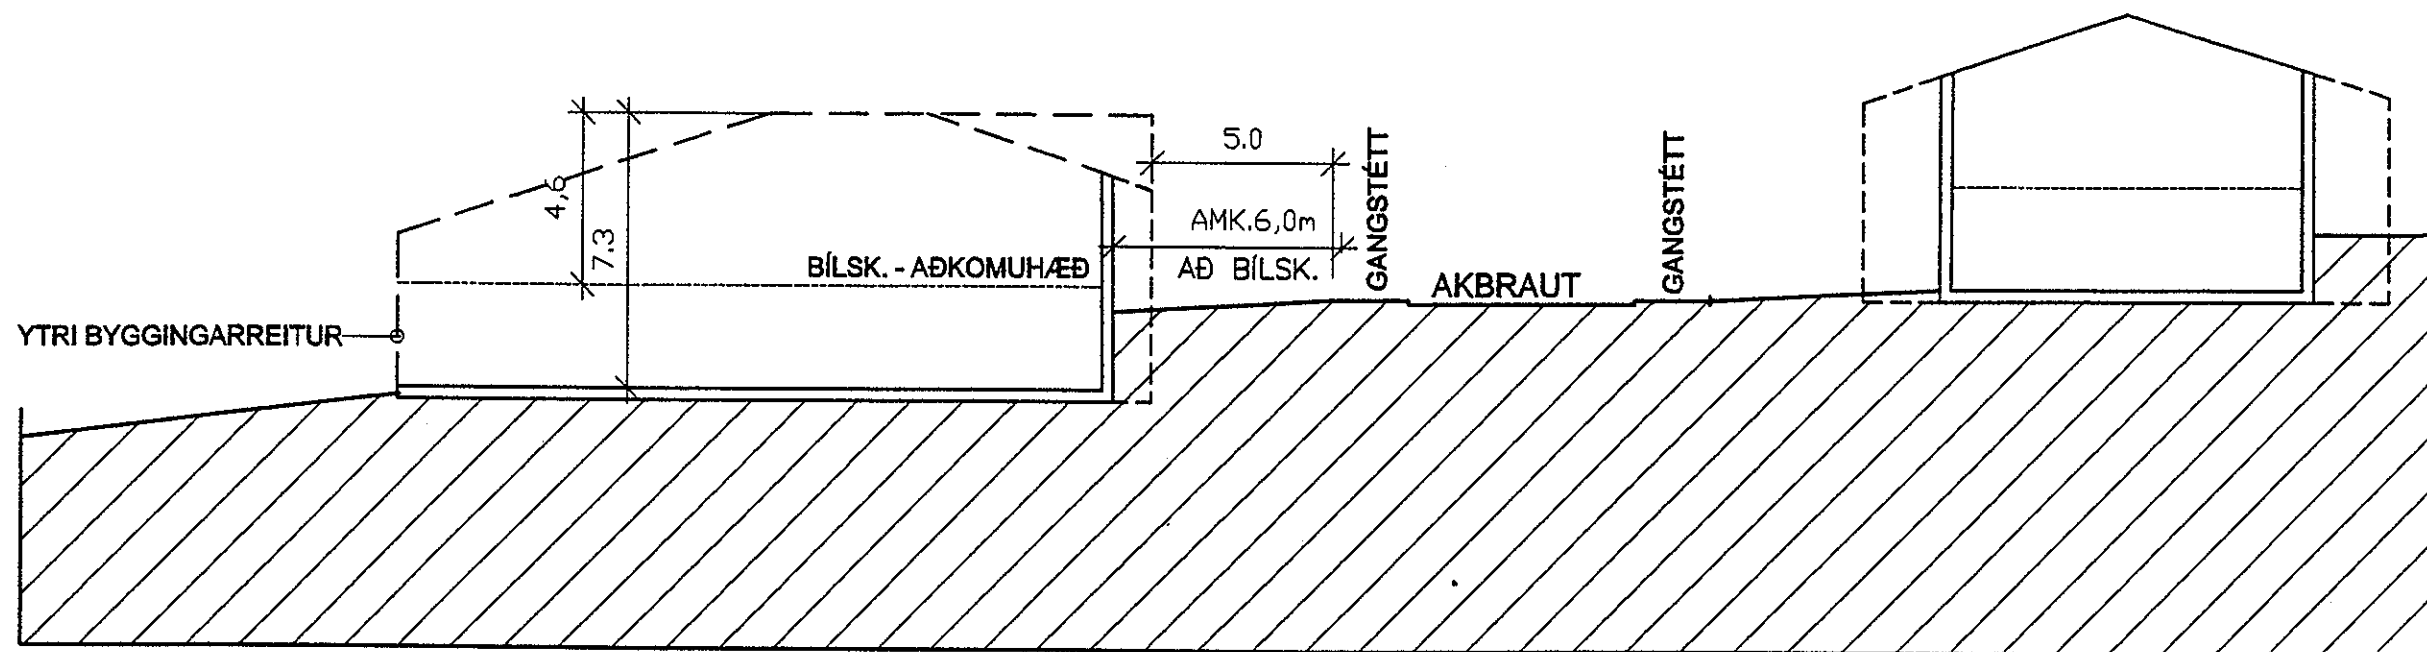 5.0
4,6
7.3
AMK.6,0m
BÍLSK. - AÐKOMUHÆÐ
AÐ BÍLSK.
GANGSTÉTT
AKBRAUT
GANGSTÉTT
YTRI BYGGINGARREITUR